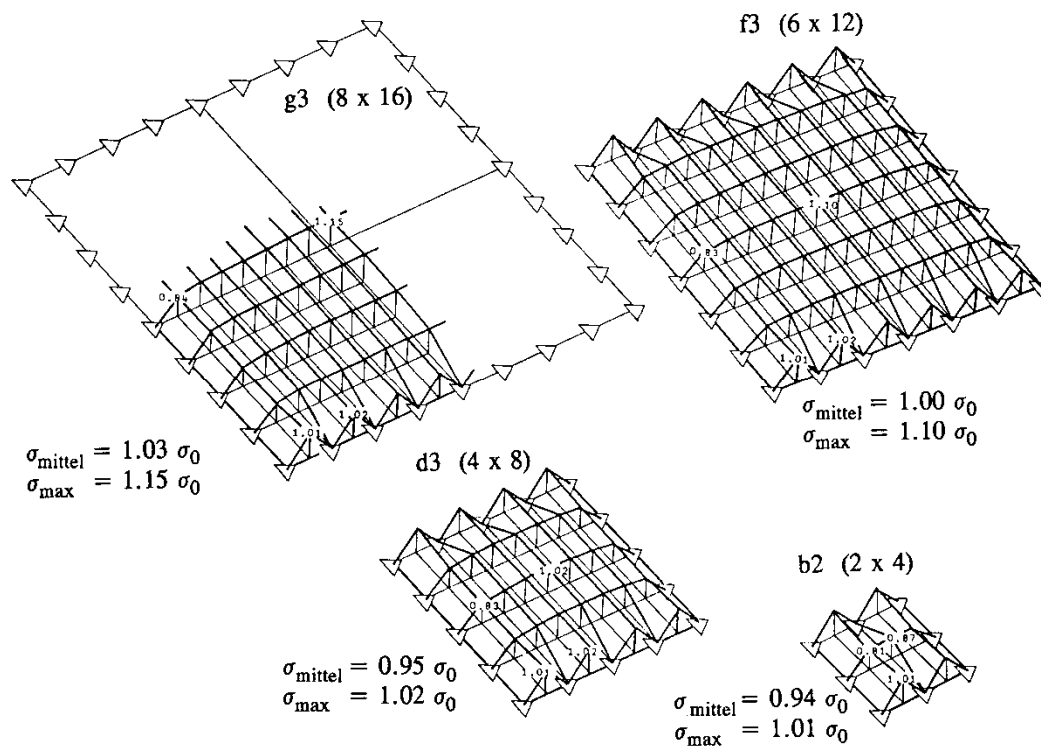 f3 (6 x 12)
g3 (8 x 16)
1.15
0.84
1.01
1.02
σmittel = 1.03 σ0
σmax = 1.15 σ0
1.10
0.83
1.01
1.02
σmittel = 1.00 σ0
σmax = 1.10 σ0
d3 (4 x 8)
1.02
0.83
1.01
1.02
σmittel = 0.95 σ0
σmax = 1.02 σ0
b2 (2 x 4)
0.87
0.81
1.01
σmittel = 0.94 σ0
σmax = 1.01 σ0